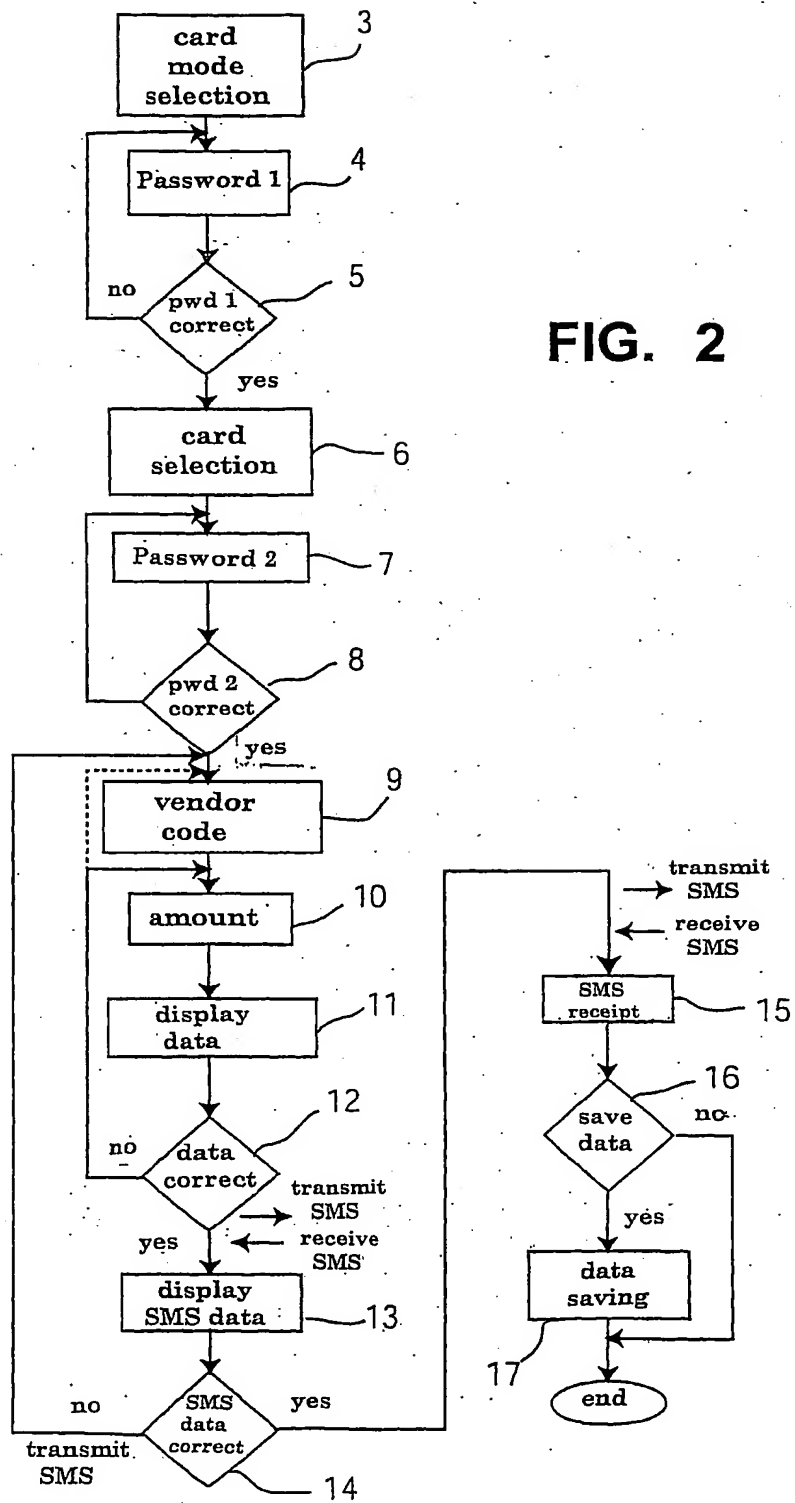 card
mode
selection
3
Password 1
4
no
pwd 1
correct
5
yes
card
selection
6
Password 2
7
pwd 2
correct
8
yes
vendor
code
9
amount
10
display
data
11
no
data
correct
12
transmit
SMS
yes
receive
SMS
display
SMS data
13
no
SMS
data
correct
yes
transmit
SMS
14
FIG. 2
transmit
SMS
receive
SMS
SMS
receipt
15
save
data
16
no
yes
data
saving
17
end